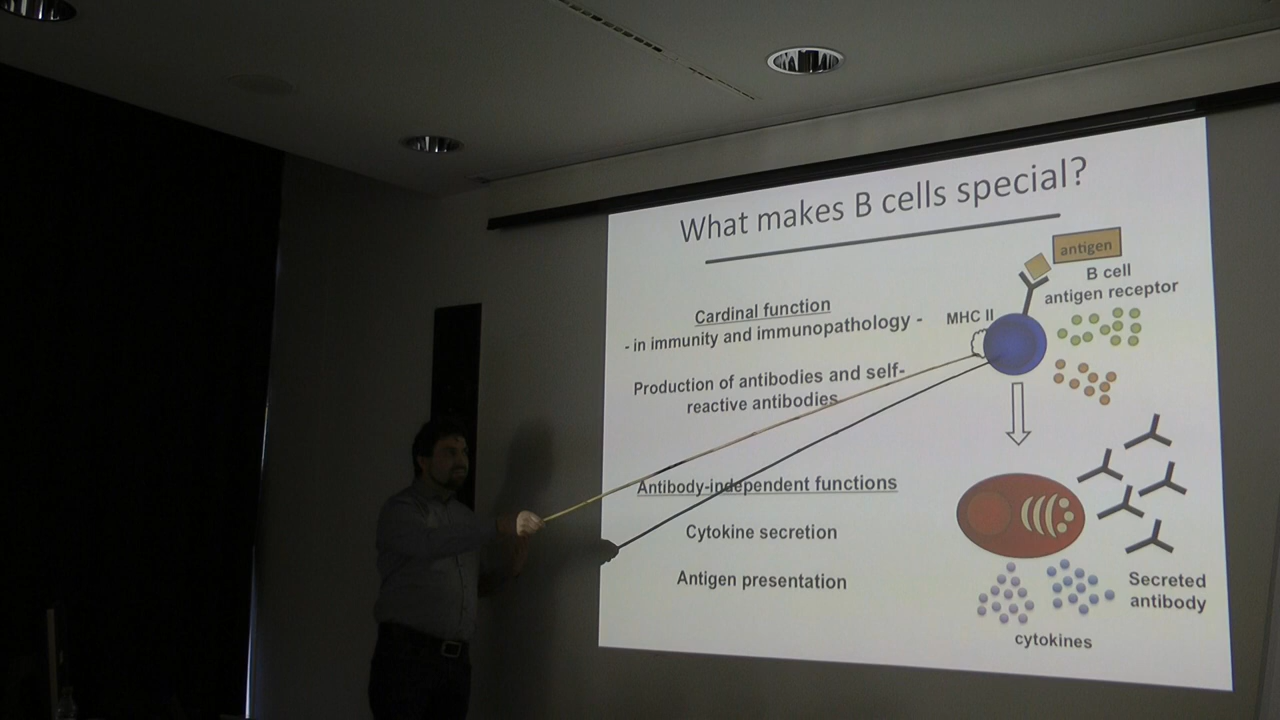 What makes B cells special?
Cardinal function
- in immunity and immunopathology -
Production of antibodies and self-
reactive antibodies
Antibody-independent functions
Cytokine secretion
Antigen presentation
antigen
B cell
antigen receptor
MHC II
Secreted
antibody
cytokines